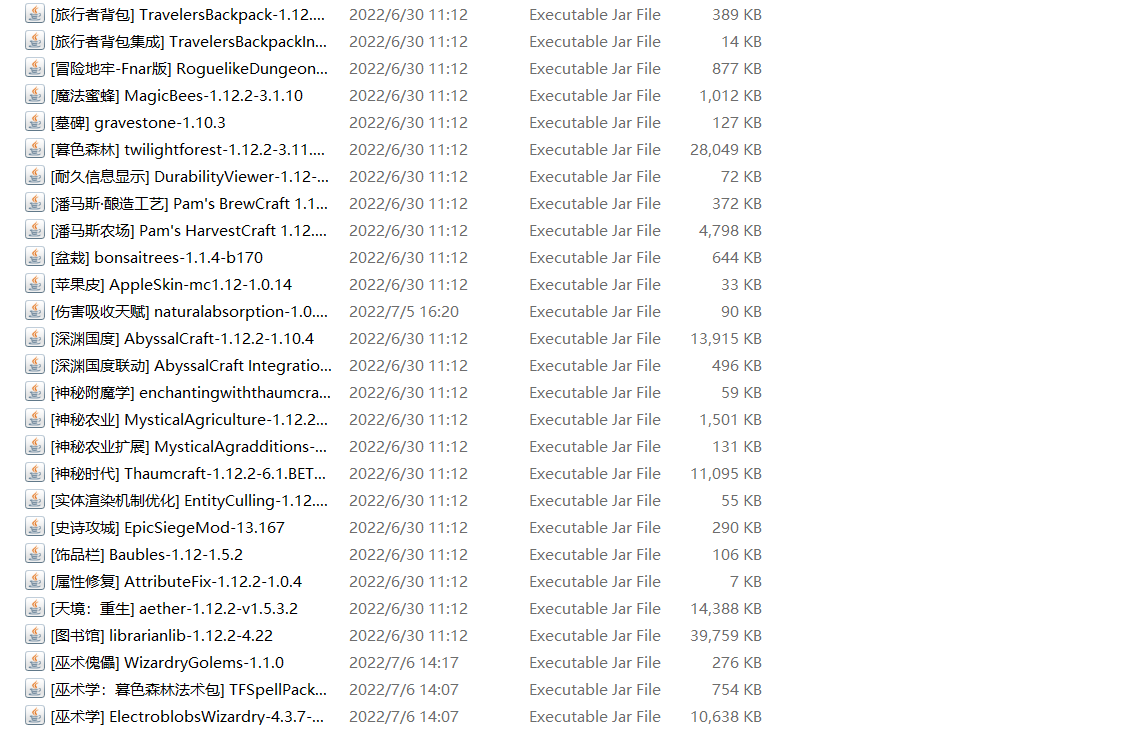 [旅行者背包] TravelersBackpack-1.12.... 2022/6/30 11:12 Executable Jar File 389 KB
[旅行者背包集成] TravelersBackpackIn... 2022/6/30 11:12 Executable Jar File 14 KB
[冒险地牢-Fnar版] RoguelikeDungeon... 2022/6/30 11:12 Executable Jar File 877 KB
[魔法蜜蜂] MagicBees-1.12.2-3.1.10 2022/6/30 11:12 Executable Jar File 1,012 KB
[墓碑] gravestone-1.10.3 2022/6/30 11:12 Executable Jar File 127 KB
[暮色森林] twilightforest-1.12.2-3.11.... 2022/6/30 11:12 Executable Jar File 28,049 KB
[耐久信息显示] DurabilityViewer-1.12-... 2022/6/30 11:12 Executable Jar File 72 KB
[潘马斯·酿造工艺] Pam's BrewCraft 1.1... 2022/6/30 11:12 Executable Jar File 372 KB
[潘马斯农场] Pam's HarvestCraft 1.12.... 2022/6/30 11:12 Executable Jar File 4,798 KB
[盆栽] bonsaitrees-1.1.4-b170 2022/6/30 11:12 Executable Jar File 644 KB
[苹果皮] AppleSkin-mc1.12-1.0.14 2022/6/30 11:12 Executable Jar File 33 KB
[伤害吸收天赋] naturalabsorption-1.0.... 2022/7/5 16:20 Executable Jar File 90 KB
[深渊国度] AbyssalCraft-1.12.2-1.10.4 2022/6/30 11:12 Executable Jar File 13,915 KB
[深渊国度联动] AbyssalCraft Integratio... 2022/6/30 11:12 Executable Jar File 496 KB
[神秘附魔学] enchantingwiththaumcra... 2022/6/30 11:12 Executable Jar File 59 KB
[神秘农业] MysticalAgriculture-1.12.2... 2022/6/30 11:12 Executable Jar File 1,501 KB
[神秘农业扩展] MysticalAgradditions-... 2022/6/30 11:12 Executable Jar File 131 KB
[神秘时代] Thaumcraft-1.12.2-6.1.BET... 2022/6/30 11:12 Executable Jar File 11,095 KB
[实体渲染机制优化] EntityCulling-1.12.... 2022/6/30 11:12 Executable Jar File 55 KB
[史诗攻城] EpicSiegeMod-13.167 2022/6/30 11:12 Executable Jar File 290 KB
[饰品栏] Baubles-1.12-1.5.2 2022/6/30 11:12 Executable Jar File 106 KB
[属性修复] AttributeFix-1.12.2-1.0.4 2022/6/30 11:12 Executable Jar File 7 KB
[天境：重生] aether-1.12.2-v1.5.3.2 2022/6/30 11:12 Executable Jar File 14,388 KB
[图书馆] librarianlib-1.12.2-4.22 2022/6/30 11:12 Executable Jar File 39,759 KB
[巫术傀儡] WizardryGolems-1.1.0 2022/7/6 14:17 Executable Jar File 276 KB
[巫术学：暮色森林法术包] TFSpellPack... 2022/7/6 14:07 Executable Jar File 754 KB
[巫术学] ElectroblobsWizardry-4.3.7-... 2022/7/6 14:07 Executable Jar File 10,638 KB